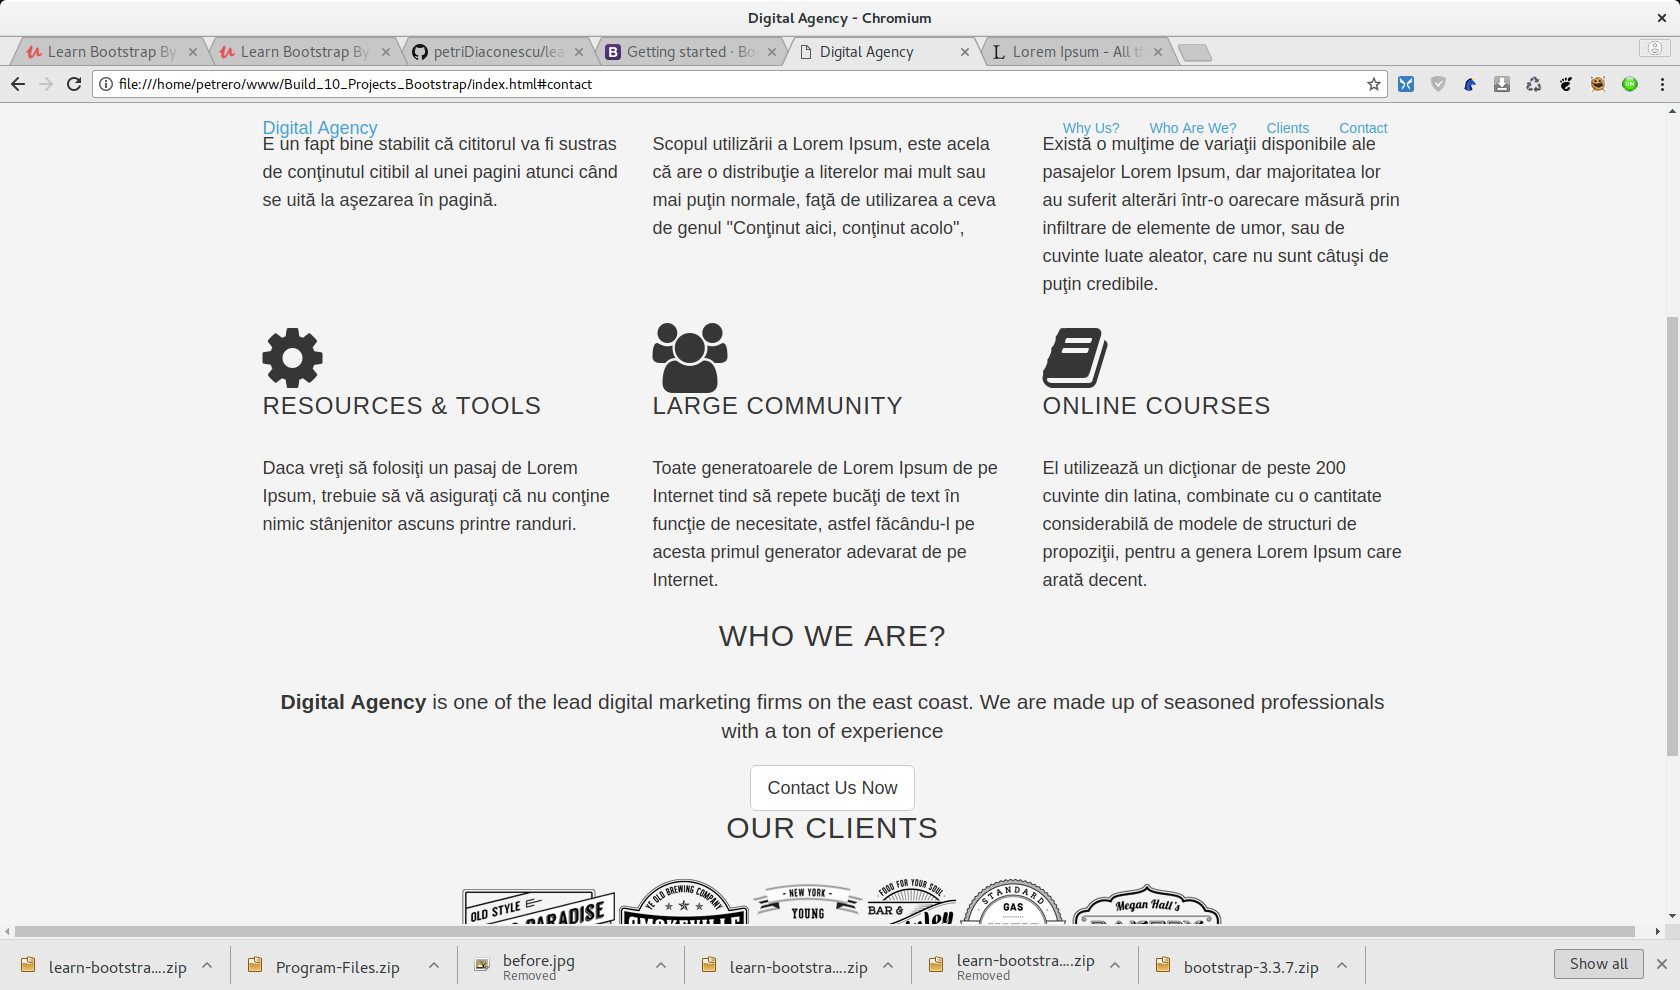 Digital Agency - Chromium
Learn Bootstrap By
Learn Bootstrap By
petriDiaconescu/lea
Getting started · Bo
Digital Agency
Lorem Ipsum - All t
file:///home/petrero/www/Build_10_Projects_Bootstrap/index.html#contact
ON
Digital Agency
Why Us?
Who Are We?
Clients
Contact
E un fapt bine stabilit că cititorul va fi sustras
de conţinutul citibil al unei pagini atunci când
se uită la aşezarea în pagină.
Scopul utilizării a Lorem Ipsum, este acela
că are o distribuţie a literelor mai mult sau
mai puţin normale, faţă de utilizarea a ceva
de genul "Conţinut aici, conţinut acolo",
Există o mulţime de variaţii disponibile ale
pasajelor Lorem Ipsum, dar majoritatea lor
au suferit alterări într-o oarecare măsură prin
infiltrare de elemente de umor, sau de
cuvinte luate aleator, care nu sunt câtuşi de
puţin credibile.
RESOURCES & TOOLS
Daca vreţi să folosiţi un pasaj de Lorem
Ipsum, trebuie să vă asiguraţi că nu conţine
nimic stânjenitor ascuns printre randuri.
LARGE COMMUNITY
Toate generatoarele de Lorem Ipsum de pe
Internet tind să repete bucăţi de text în
funcţie de necesitate, astfel făcându-l pe
acesta primul generator adevarat de pe
Internet.
ONLINE COURSES
El utilizează un dicţionar de peste 200
cuvinte din latina, combinate cu o cantitate
considerabilă de modele de structuri de
propoziţii, pentru a genera Lorem Ipsum care
arată decent.
WHO WE ARE?
Digital Agency is one of the lead digital marketing firms on the east coast. We are made up of seasoned professionals
with a ton of experience
Contact Us Now
OUR CLIENTS
OLD STYLE
PARADISE
YE OLD BREWING COMPANY
- NEW YORK -
YOUNG
FOOD FOR YOUR SOUL
BAR &
STANDARD
GAS
Megan Hall's
learn-bootstra....zip
Program-Files.zip
before.jpg
Removed
learn-bootstra....zip
learn-bootstra....zip
Removed
bootstrap-3.3.7.zip
Show all